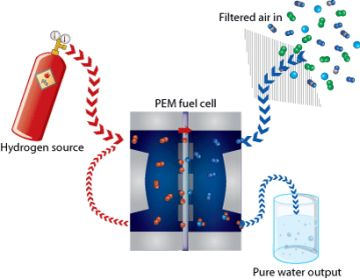 Filtered air in
PEM fuel cell
Hydrogen source
Pure water output